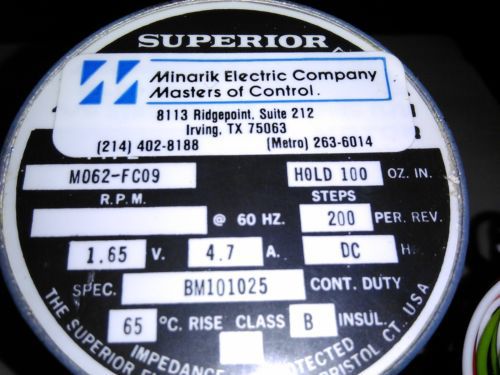 SUPERIOR
Minarik Electric Company
Masters of Control.
8113 Ridgepoint, Suite 212
Irving, TX 75063
(214) 402-8188 (Metro) 263-6014
M062-FC09 HOLD 100 OZ. IN.
R.P.M. STEPS
@ 60 HZ. 200 PER. REV.
1.65 V. 4.7 A. DC
SPEC. BM101025 CONT. DUTY
65 °C. RISE CLASS B INSUL.
IMPEDANCE PROTECTED
THE SUPERIOR BRISTOL CT. USA